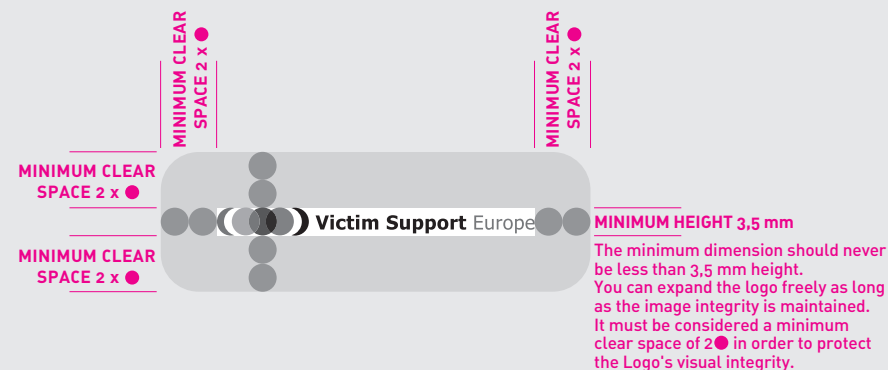 MINIMUM CLEAR
SPACE 2 x ●
MINIMUM CLEAR
SPACE 2 x ●
MINIMUM CLEAR
SPACE 2 x ●
MINIMUM CLEAR
SPACE 2 x ●
Victim Support Europe
MINIMUM HEIGHT 3,5 mm
The minimum dimension should never
be less than 3,5 mm height.
You can expand the logo freely as long
as the image integrity is maintained.
It must be considered a minimum
clear space of 2● in order to protect
the Logo's visual integrity.